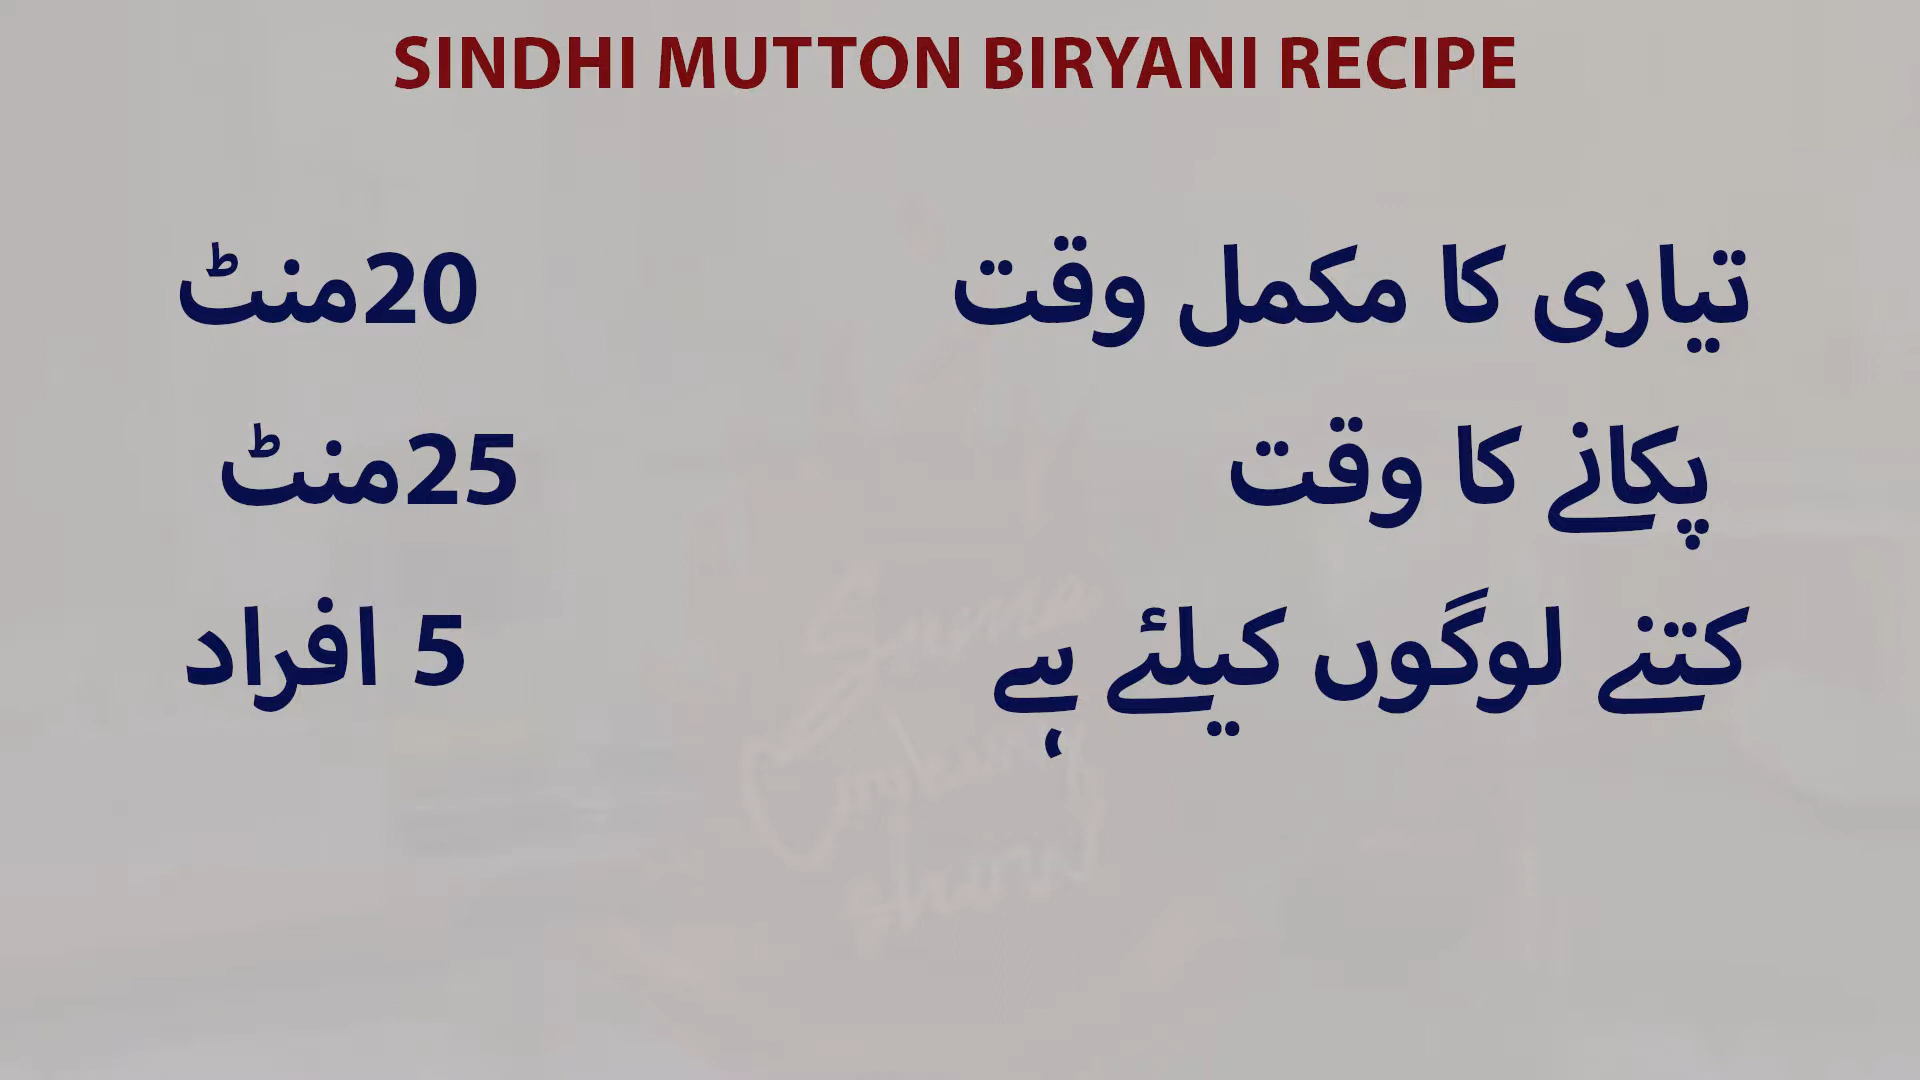 SINDHI MUTTON BIRYANI RECIPE
تیاری کا مکمل وقت 20منٹ
پکانے کا وقت 25منٹ
کتنے لوگوں کیلئے ہے 5 افراد